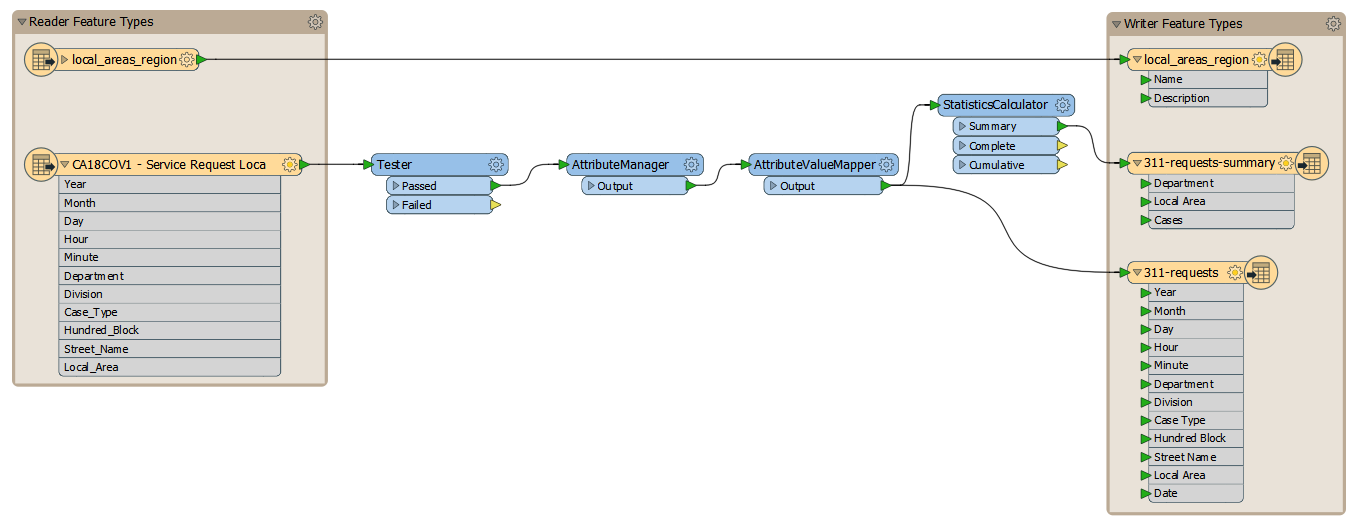 Reader Feature Types
local_areas_region
CA18COV1 - Service Request Loca
Year
Month
Day
Hour
Minute
Department
Division
Case_Type
Hundred_Block
Street_Name
Local_Area
Tester
Passed
Failed
AttributeManager
Output
AttributeValueMapper
Output
StatisticsCalculator
Summary
Complete
Cumulative
Writer Feature Types
local_areas_region
Name
Description
311-requests-summary
Department
Local Area
Cases
311-requests
Year
Month
Day
Hour
Minute
Department
Division
Case Type
Hundred Block
Street Name
Local Area
Date